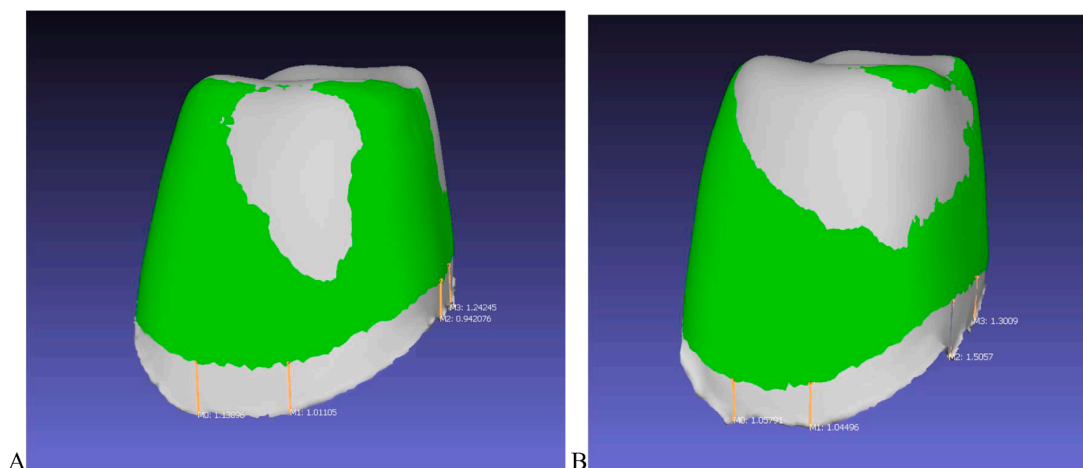 M3: 1.24245
M2: 0.942076
M0: 1.13896
M1: 1.01105
A
M3: 1.3009
M2: 1.5057
M0: 1.05791
M1: 1.04496
B